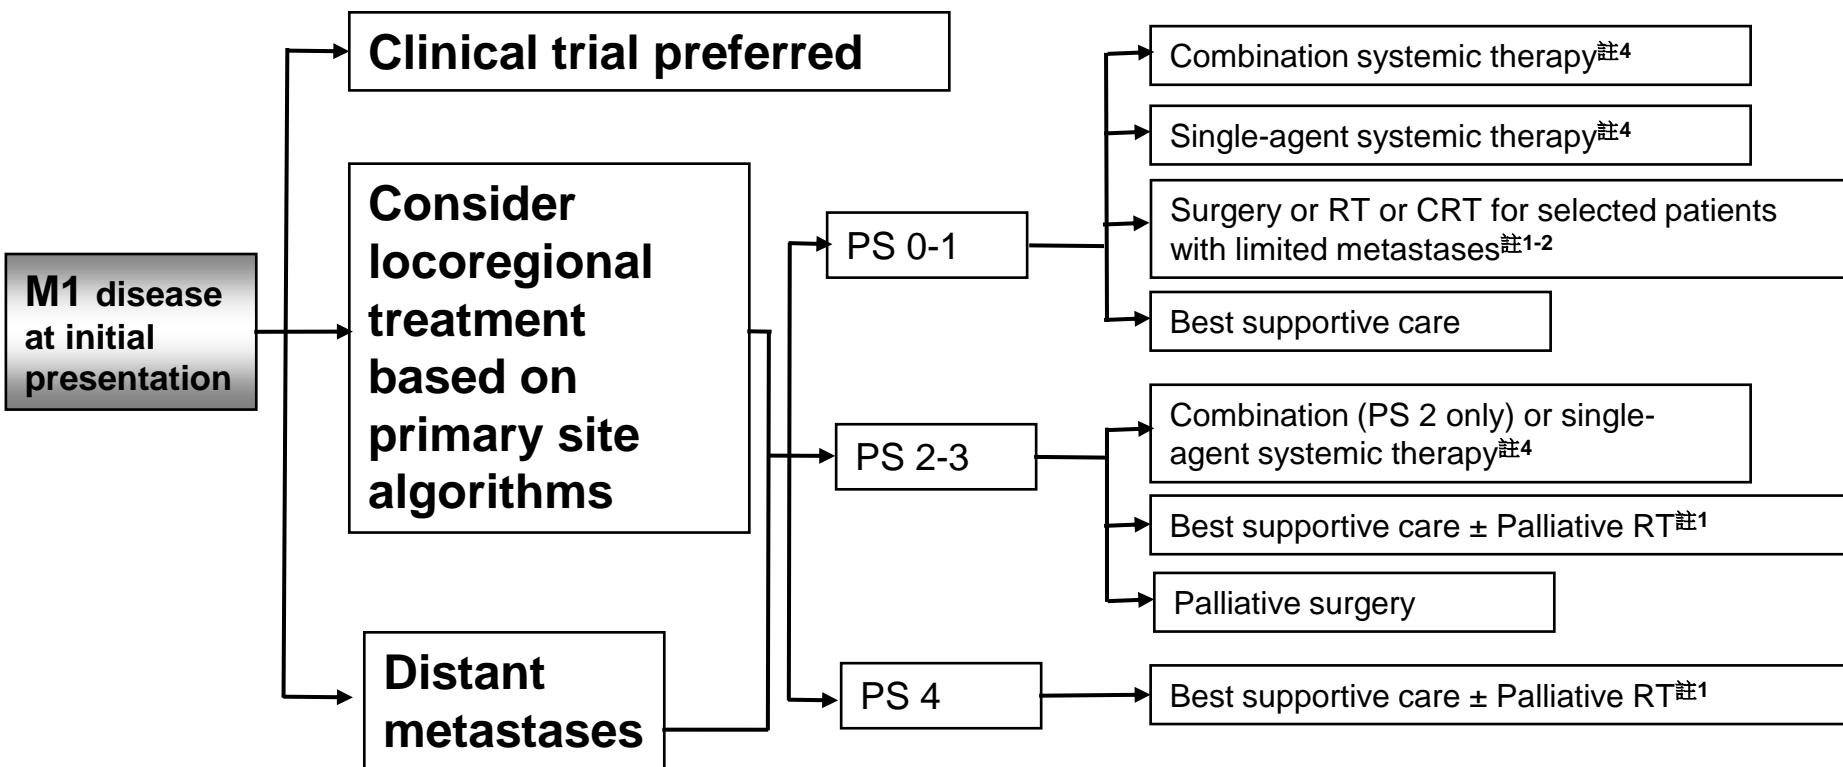 M1 disease
at initial
presentation
Clinical trial preferred
Consider
locoregional
treatment
based on
primary site
algorithms
Distant
metastases
PS 0-1
PS 2-3
PS 4
Combination systemic therapy註4
Single-agent systemic therapy註4
Surgery or RT or CRT for selected patients
with limited metastases註1-2
Best supportive care
Combination (PS 2 only) or single-
agent systemic therapy註4
Best supportive care ± Palliative RT註1
Palliative surgery
Best supportive care ± Palliative RT註1